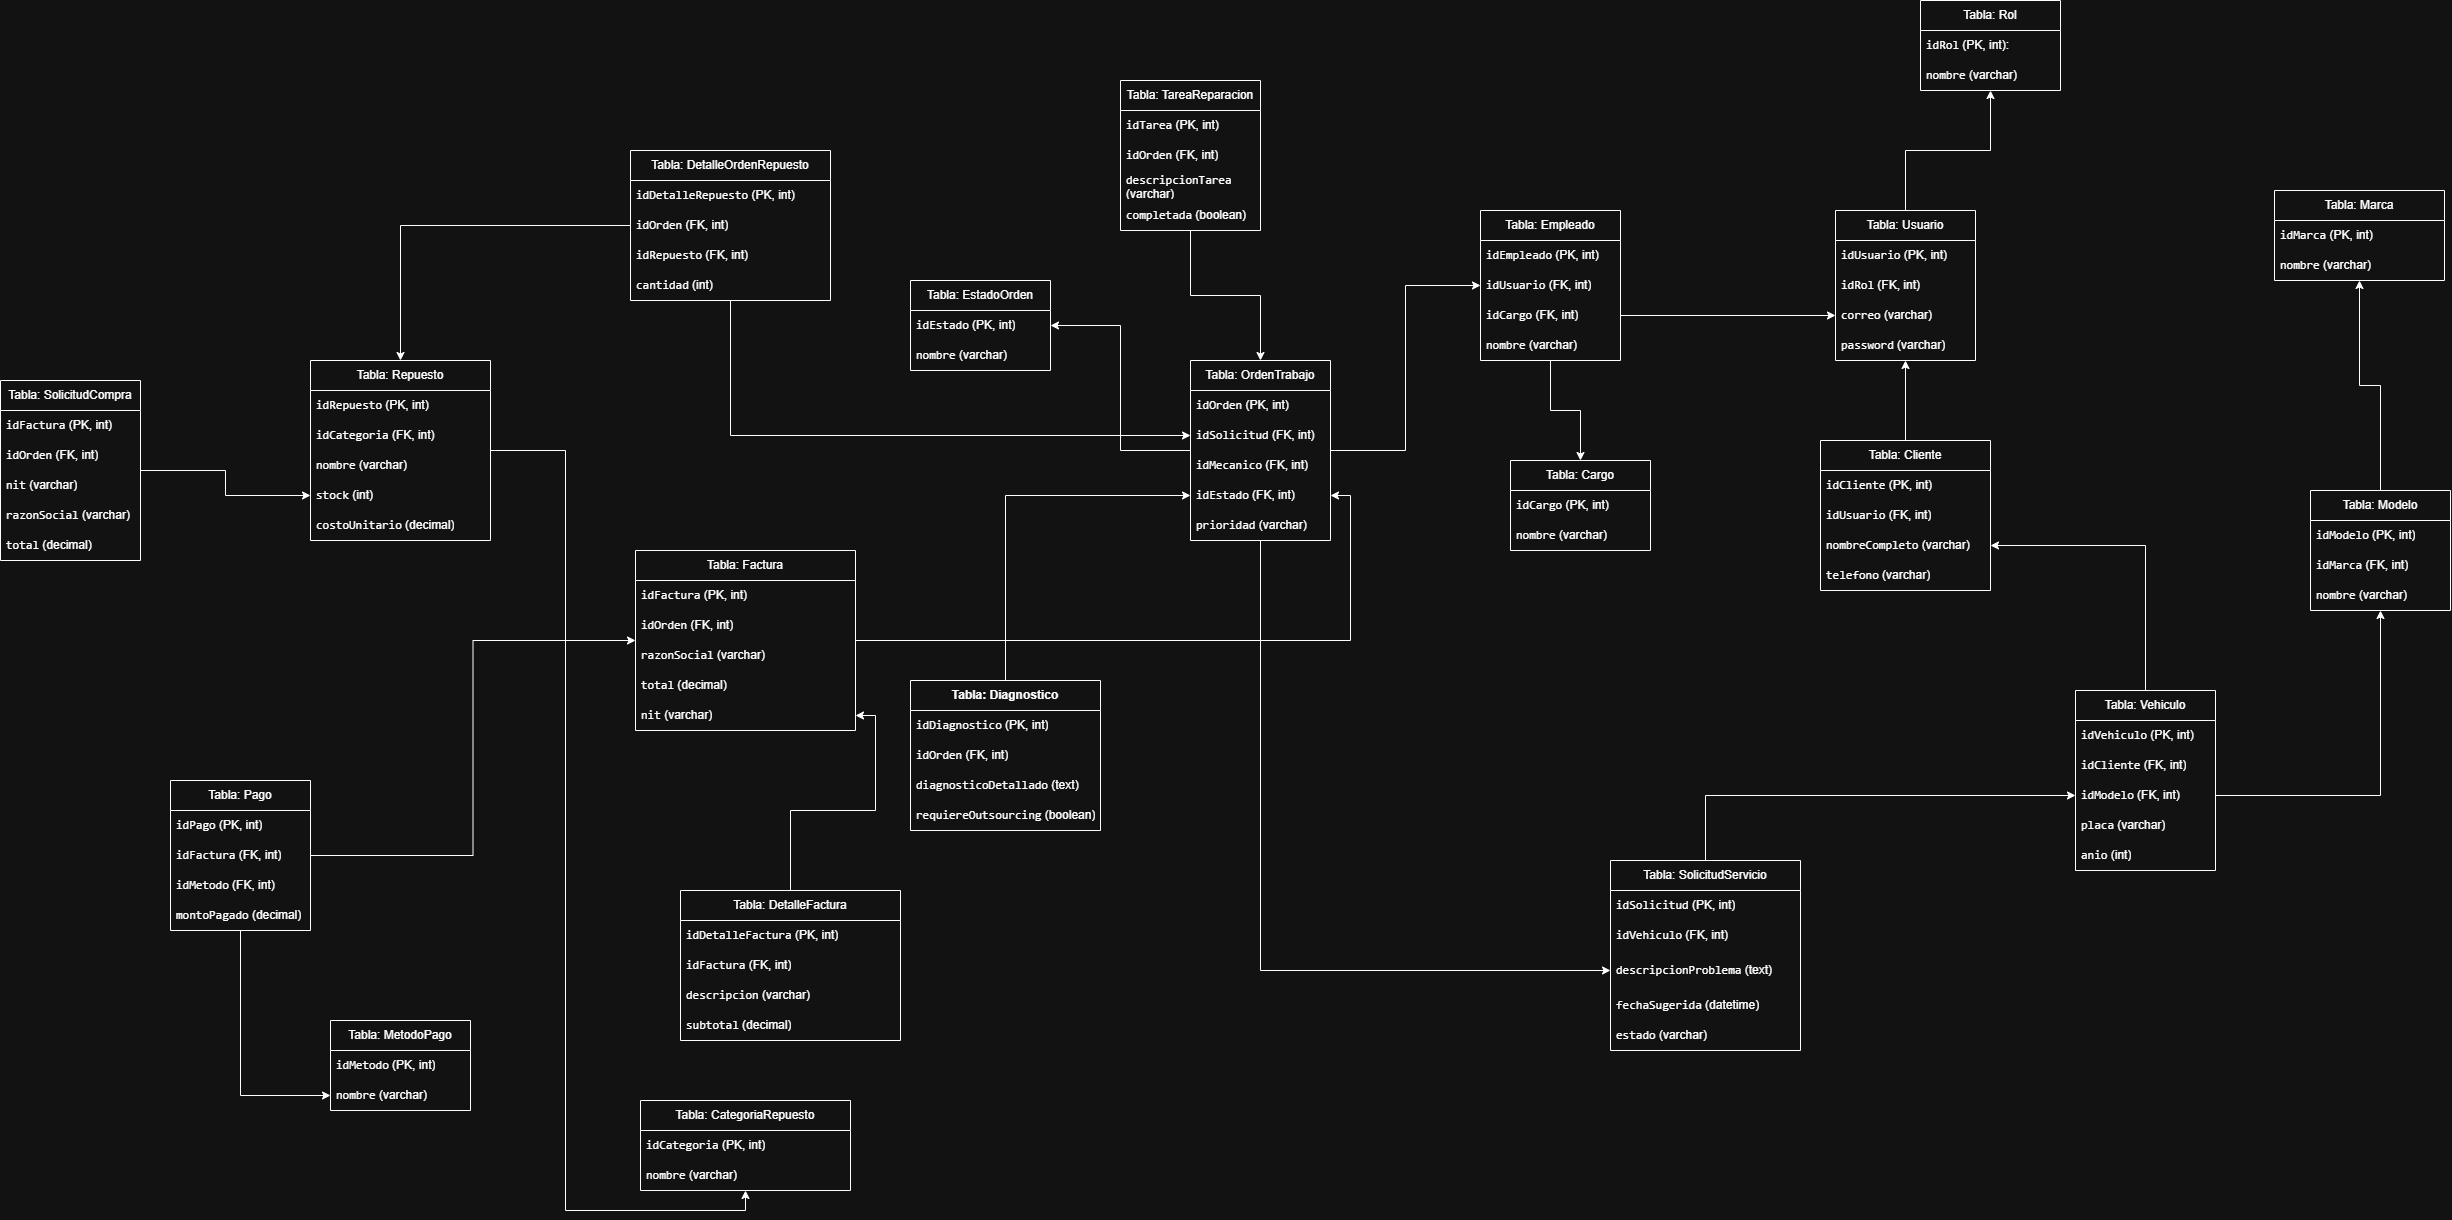 Tabla: Rol
idRol (PK, int):
nombre (varchar)
Tabla: TareaReparacion
idTarea (PK, int)
idOrden (FK, int)
descripcionTarea
(varchar)
completada (boolean)
Tabla: DetalleOrdenRepuesto
idDetalleRepuesto (PK, int)
idOrden (FK, int)
idRepuesto (FK, int)
cantidad (int)
Tabla: Marca
idMarca (PK, int)
nombre (varchar)
Tabla: Empleado
idEmpleado (PK, int)
idUsuario (FK, int)
idCargo (FK, int)
nombre (varchar)
Tabla: Usuario
idUsuario (PK, int)
idRol (FK, int)
correo (varchar)
password (varchar)
Tabla: EstadoOrden
idEstado (PK, int)
nombre (varchar)
Tabla: SolicitudCompra
idFactura (PK, int)
idOrden (FK, int)
nit (varchar)
razonSocial (varchar)
total (decimal)
Tabla: Repuesto
idRepuesto (PK, int)
idCategoria (FK, int)
nombre (varchar)
stock (int)
costoUnitario (decimal)
Tabla: OrdenTrabajo
idOrden (PK, int)
idSolicitud (FK, int)
idMecanico (FK, int)
idEstado (FK, int)
prioridad (varchar)
Tabla: Cargo
idCargo (PK, int)
nombre (varchar)
Tabla: Cliente
idCliente (PK, int)
idUsuario (FK, int)
nombreCompleto (varchar)
telefono (varchar)
Tabla: Modelo
idModelo (PK, int)
idMarca (FK, int)
nombre (varchar)
Tabla: Factura
idFactura (PK, int)
idOrden (FK, int)
razonSocial (varchar)
total (decimal)
nit (varchar)
Tabla: Diagnostico
idDiagnostico (PK, int)
idOrden (FK, int)
diagnosticoDetallado (text)
requiereOutsourcing (boolean)
Tabla: Vehiculo
idVehiculo (PK, int)
idCliente (FK, int)
idModelo (FK, int)
placa (varchar)
anio (int)
Tabla: Pago
idPago (PK, int)
idFactura (FK, int)
idMetodo (FK, int)
montoPagado (decimal)
Tabla: DetalleFactura
idDetalleFactura (PK, int)
idFactura (FK, int)
descripcion (varchar)
subtotal (decimal)
Tabla: SolicitudServicio
idSolicitud (PK, int)
idVehiculo (FK, int)
descripcionProblema (text)
fechaSugerida (datetime)
estado (varchar)
Tabla: MetodoPago
idMetodo (PK, int)
nombre (varchar)
Tabla: CategoriaRepuesto
idCategoria (PK, int)
nombre (varchar)